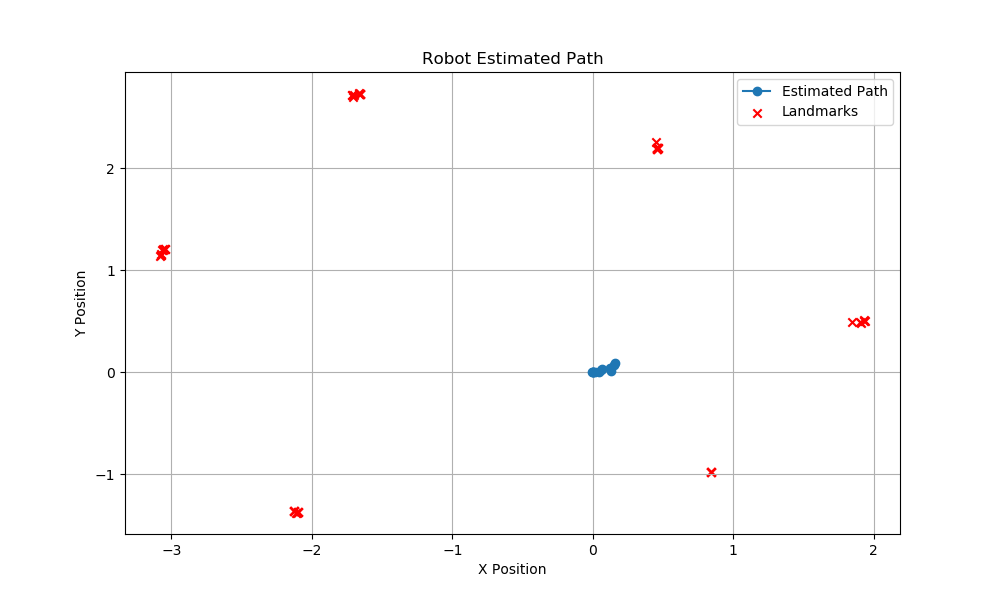 Robot Estimated Path
Estimated Path
Landmarks
2
1
0
−1
Y Position
−3
−2
−1
0
1
2
X Position